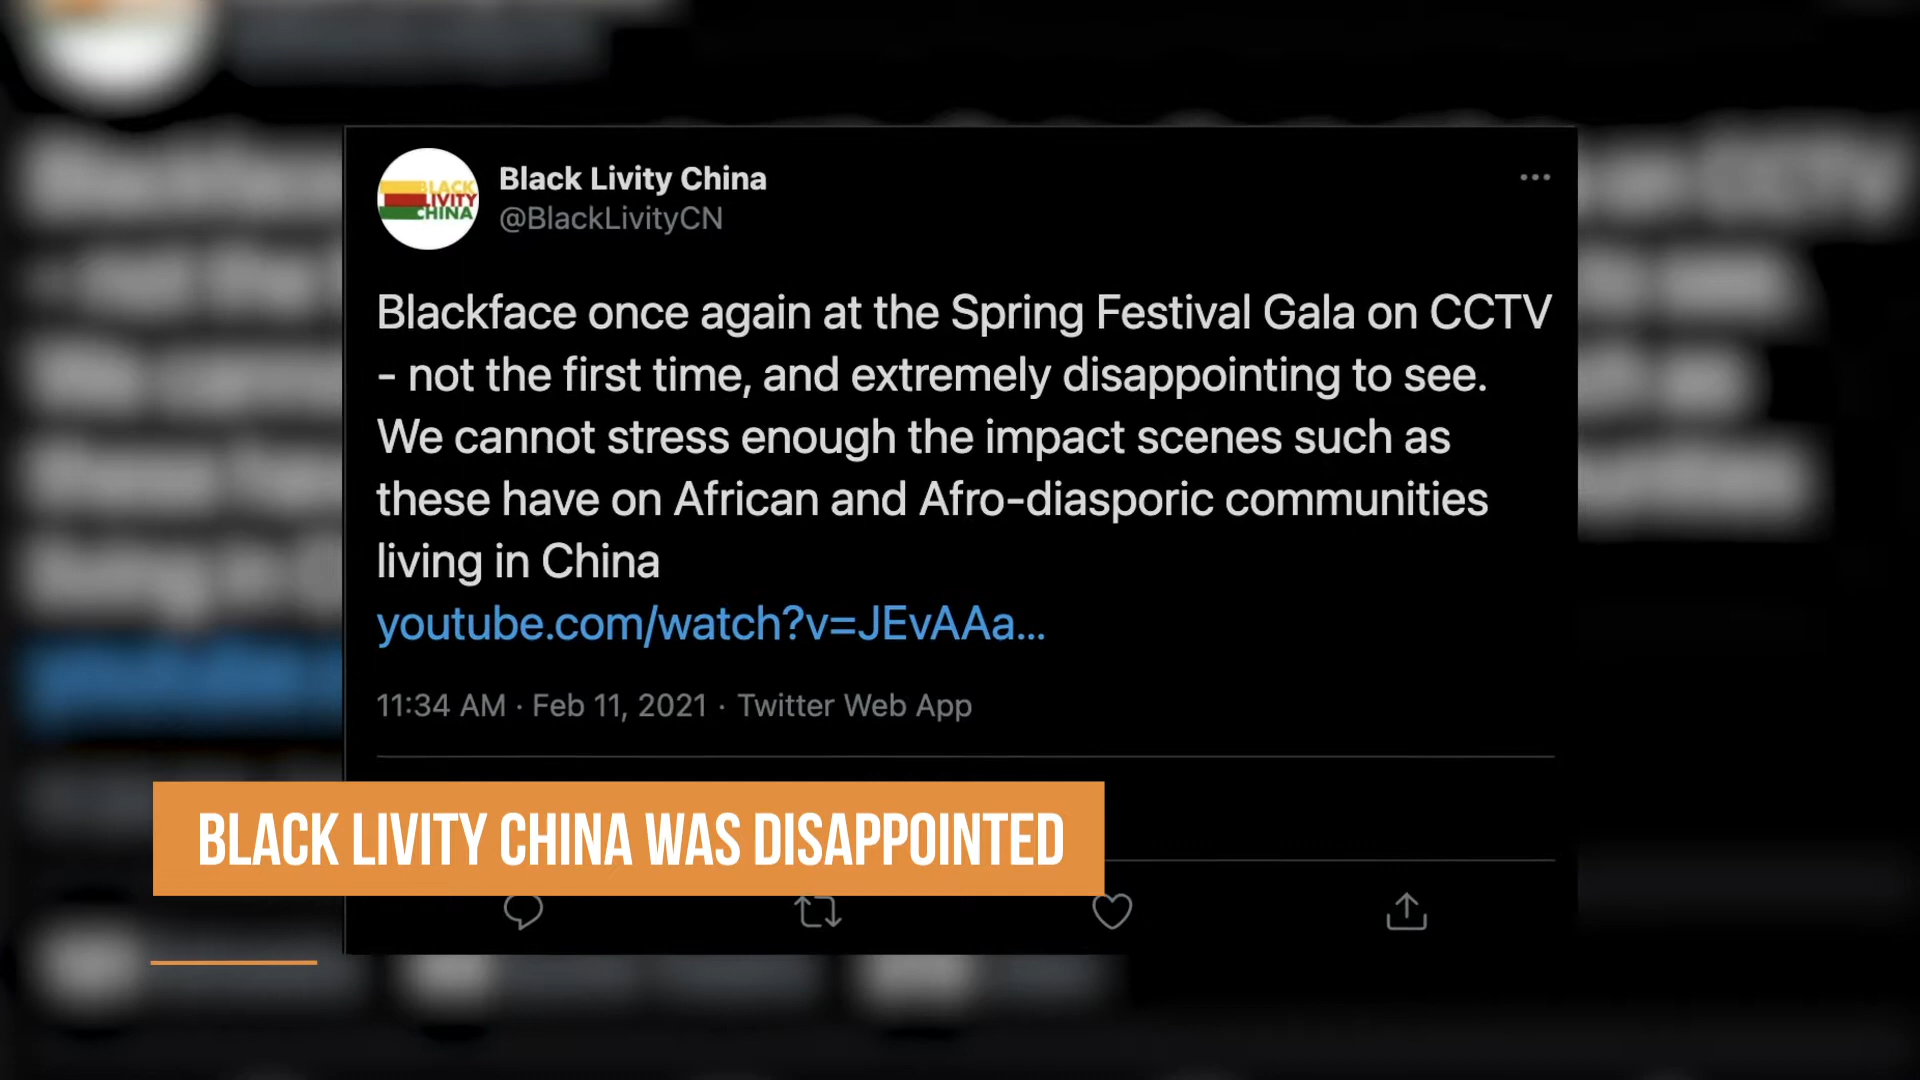 BLACK
LIVITY
CHINA
Black Livity China
@BlackLivityCN
Blackface once again at the Spring Festival Gala on CCTV
- not the first time, and extremely disappointing to see.
We cannot stress enough the impact scenes such as
these have on African and Afro-diasporic communities
living in China
youtube.com/watch?v=JEvAAa...
11:34 AM · Feb 11, 2021 · Twitter Web App
BLACK LIVITY CHINA WAS DISAPPOINTED